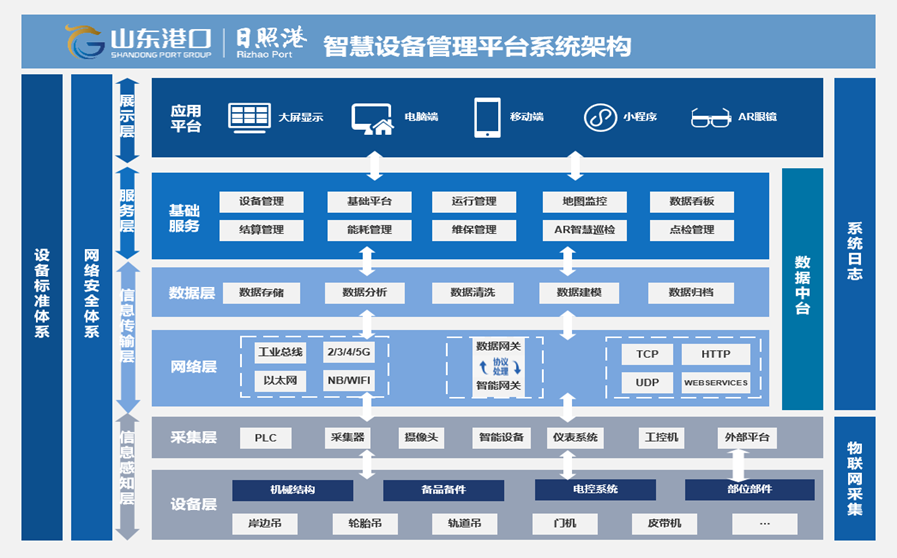 山东港口
SHANDONG PORT GROUP
日照港
Rizhao Port
智慧设备管理平台系统架构
设备标准体系
网络安全体系
展示层
服务层
信息传输层
信息感知层
应用
平台
大屏显示
电脑端
移动端
小程序
AR眼镜
基础
服务
设备管理
基础平台
运行管理
地图监控
数据看板
结算管理
能耗管理
维保管理
AR智慧巡检
点检管理
数据层
数据存储
数据分析
数据清洗
数据建模
数据归档
网络层
工业总线
2/3/4/5G
以太网
NB/WIFI
数据网关
协议
处理
智能网关
TCP
HTTP
UDP
WEBSERVICES
采集层
PLC
采集器
摄像头
智能设备
仪表系统
工控机
外部平台
设备层
机械结构
备品备件
电控系统
部位部件
岸边吊
轮胎吊
轨道吊
门机
皮带机
...
数据中台
系统日志
物联网采集